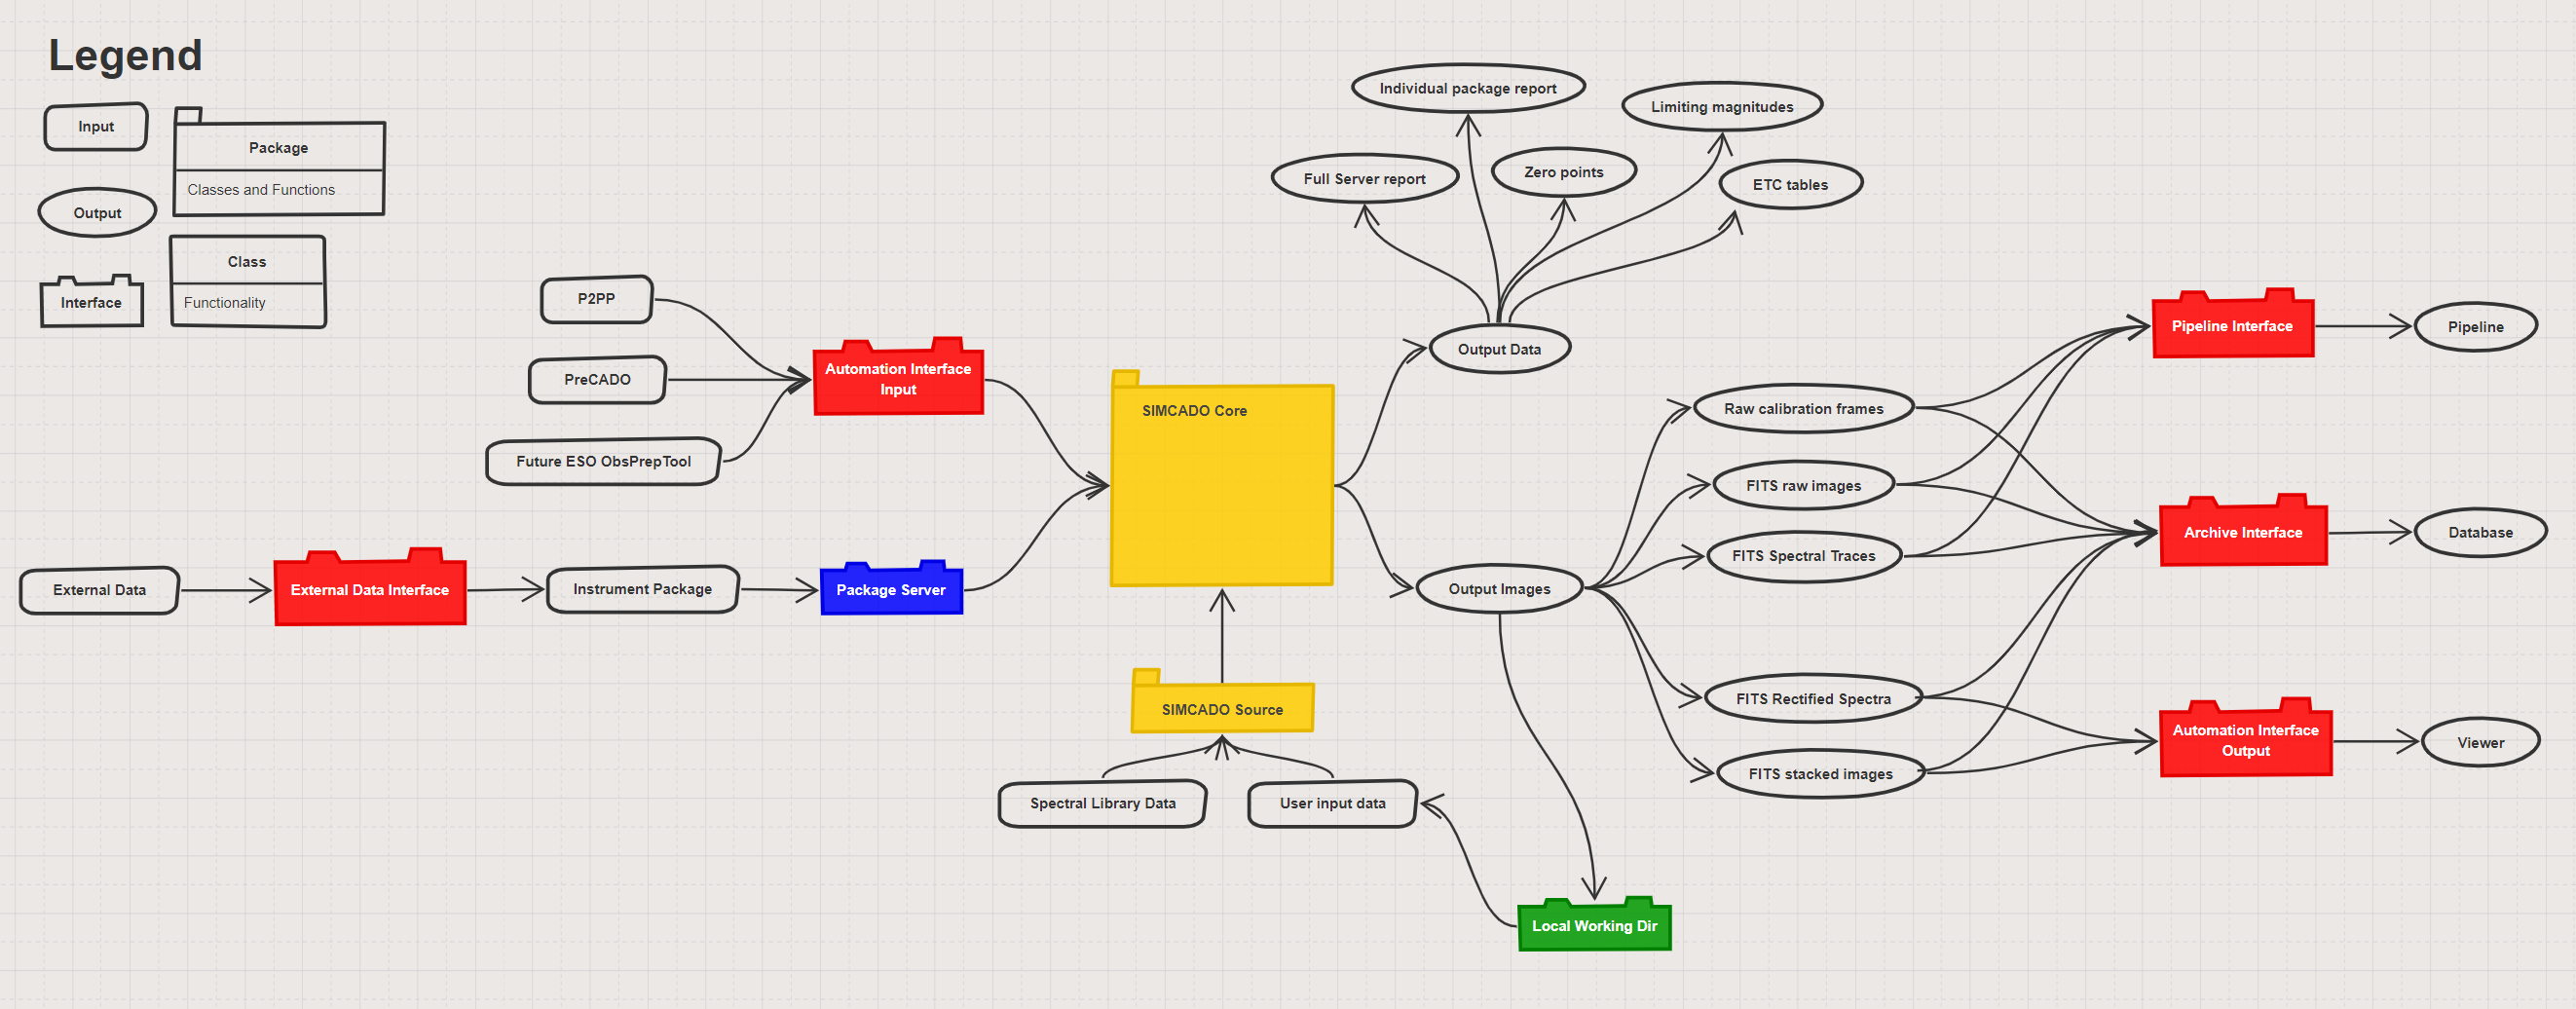 Legend
Input
Package
Classes and Functions
Output
Class
Functionality
Interface
P2PP
PreCADO
Future ESO ObsPrepTool
Automation Interface
Input
External Data
External Data Interface
Instrument Package
Package Server
SIMCADO Core
SIMCADO Source
Spectral Library Data
User input data
Individual package report
Limiting magnitudes
Full Server report
Zero points
ETC tables
Output Data
Output Images
Raw calibration frames
FITS raw images
FITS Spectral Traces
FITS Rectified Spectra
FITS stacked images
Local Working Dir
Pipeline Interface
Pipeline
Archive Interface
Database
Automation Interface
Output
Viewer